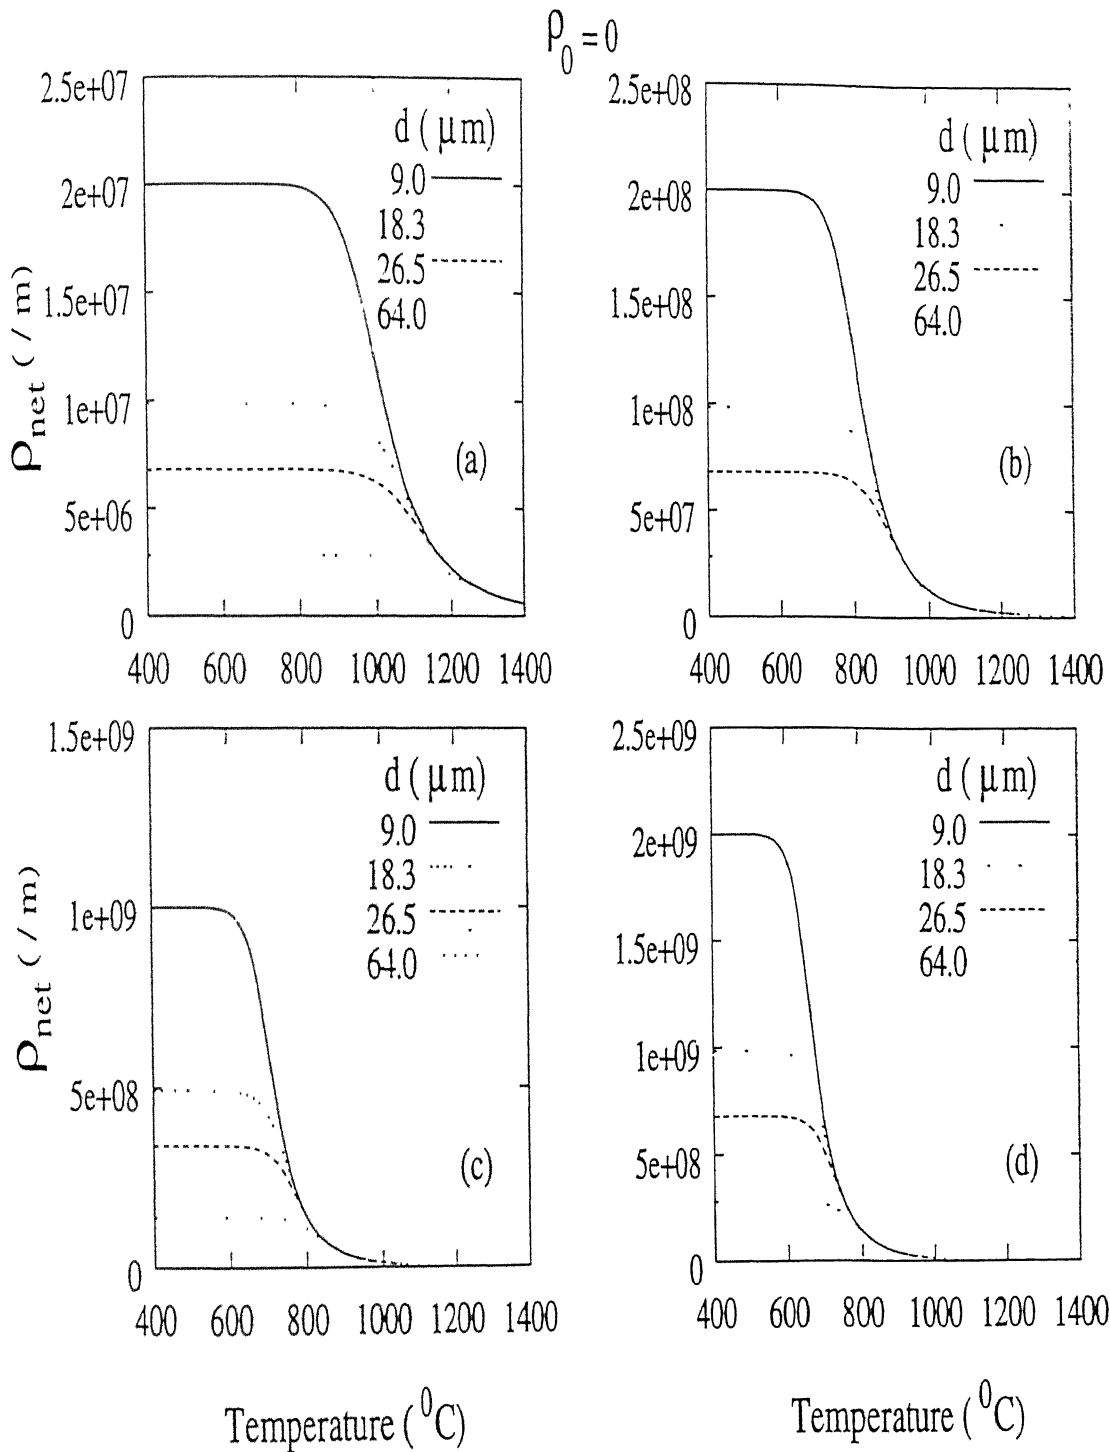 ρ0 = 0
2.5e+07
2e+07
1.5e+07
1e+07
5e+06
0
ρnet ( / m)
d ( μm)
9.0
18.3
26.5
64.0
(a)
400 600 800 1000 1200 1400
2.5e+08
2e+08
1.5e+08
1e+08
5e+07
0
d ( μm)
9.0
18.3
26.5
64.0
(b)
400 600 800 1000 1200 1400
1.5e+09
1e+09
5e+08
0
ρnet ( / m)
d ( μm)
9.0
18.3
26.5
64.0
(c)
400 600 800 1000 1200 1400
Temperature ( 0C)
2.5e+09
2e+09
1.5e+09
1e+09
5e+08
0
d ( μm)
9.0
18.3
26.5
64.0
(d)
400 600 800 1000 1200 1400
Temperature ( 0C)